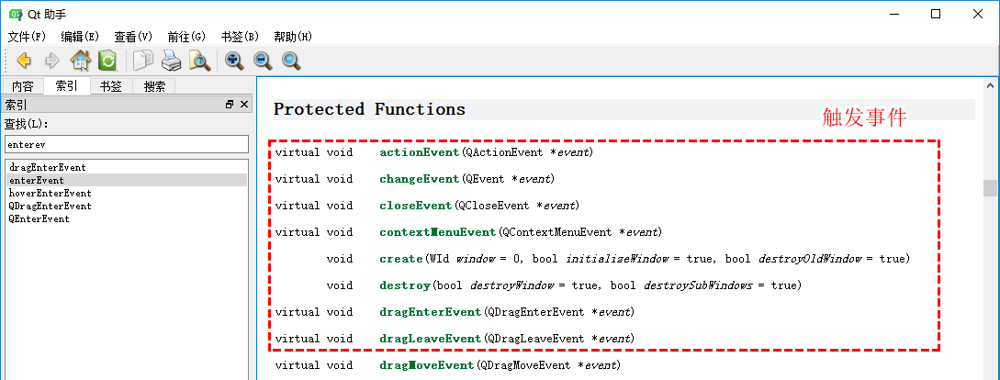 Qt 助手
文件(F) 编辑(E) 查看(V) 前往(G) 书签(B) 帮助(H)
内容 索引 书签 搜索
索引
查找(L):
enterev
dragEnterEvent
enterEvent
hoverEnterEvent
QDragEnterEvent
QEnterEvent
Protected Functions
触发事件
virtual void actionEvent(QActionEvent *event)
virtual void changeEvent(QEvent *event)
virtual void closeEvent(QCloseEvent *event)
virtual void contextMenuEvent(QContextMenuEvent *event)
void create(WId window = 0, bool initializeWindow = true, bool destroyOldWindow = true)
void destroy(bool destroyWindow = true, bool destroySubWindows = true)
virtual void dragEnterEvent(QDragEnterEvent *event)
virtual void dragLeaveEvent(QDragLeaveEvent *event)
virtual void dragMoveEvent(QDragMoveEvent *event)